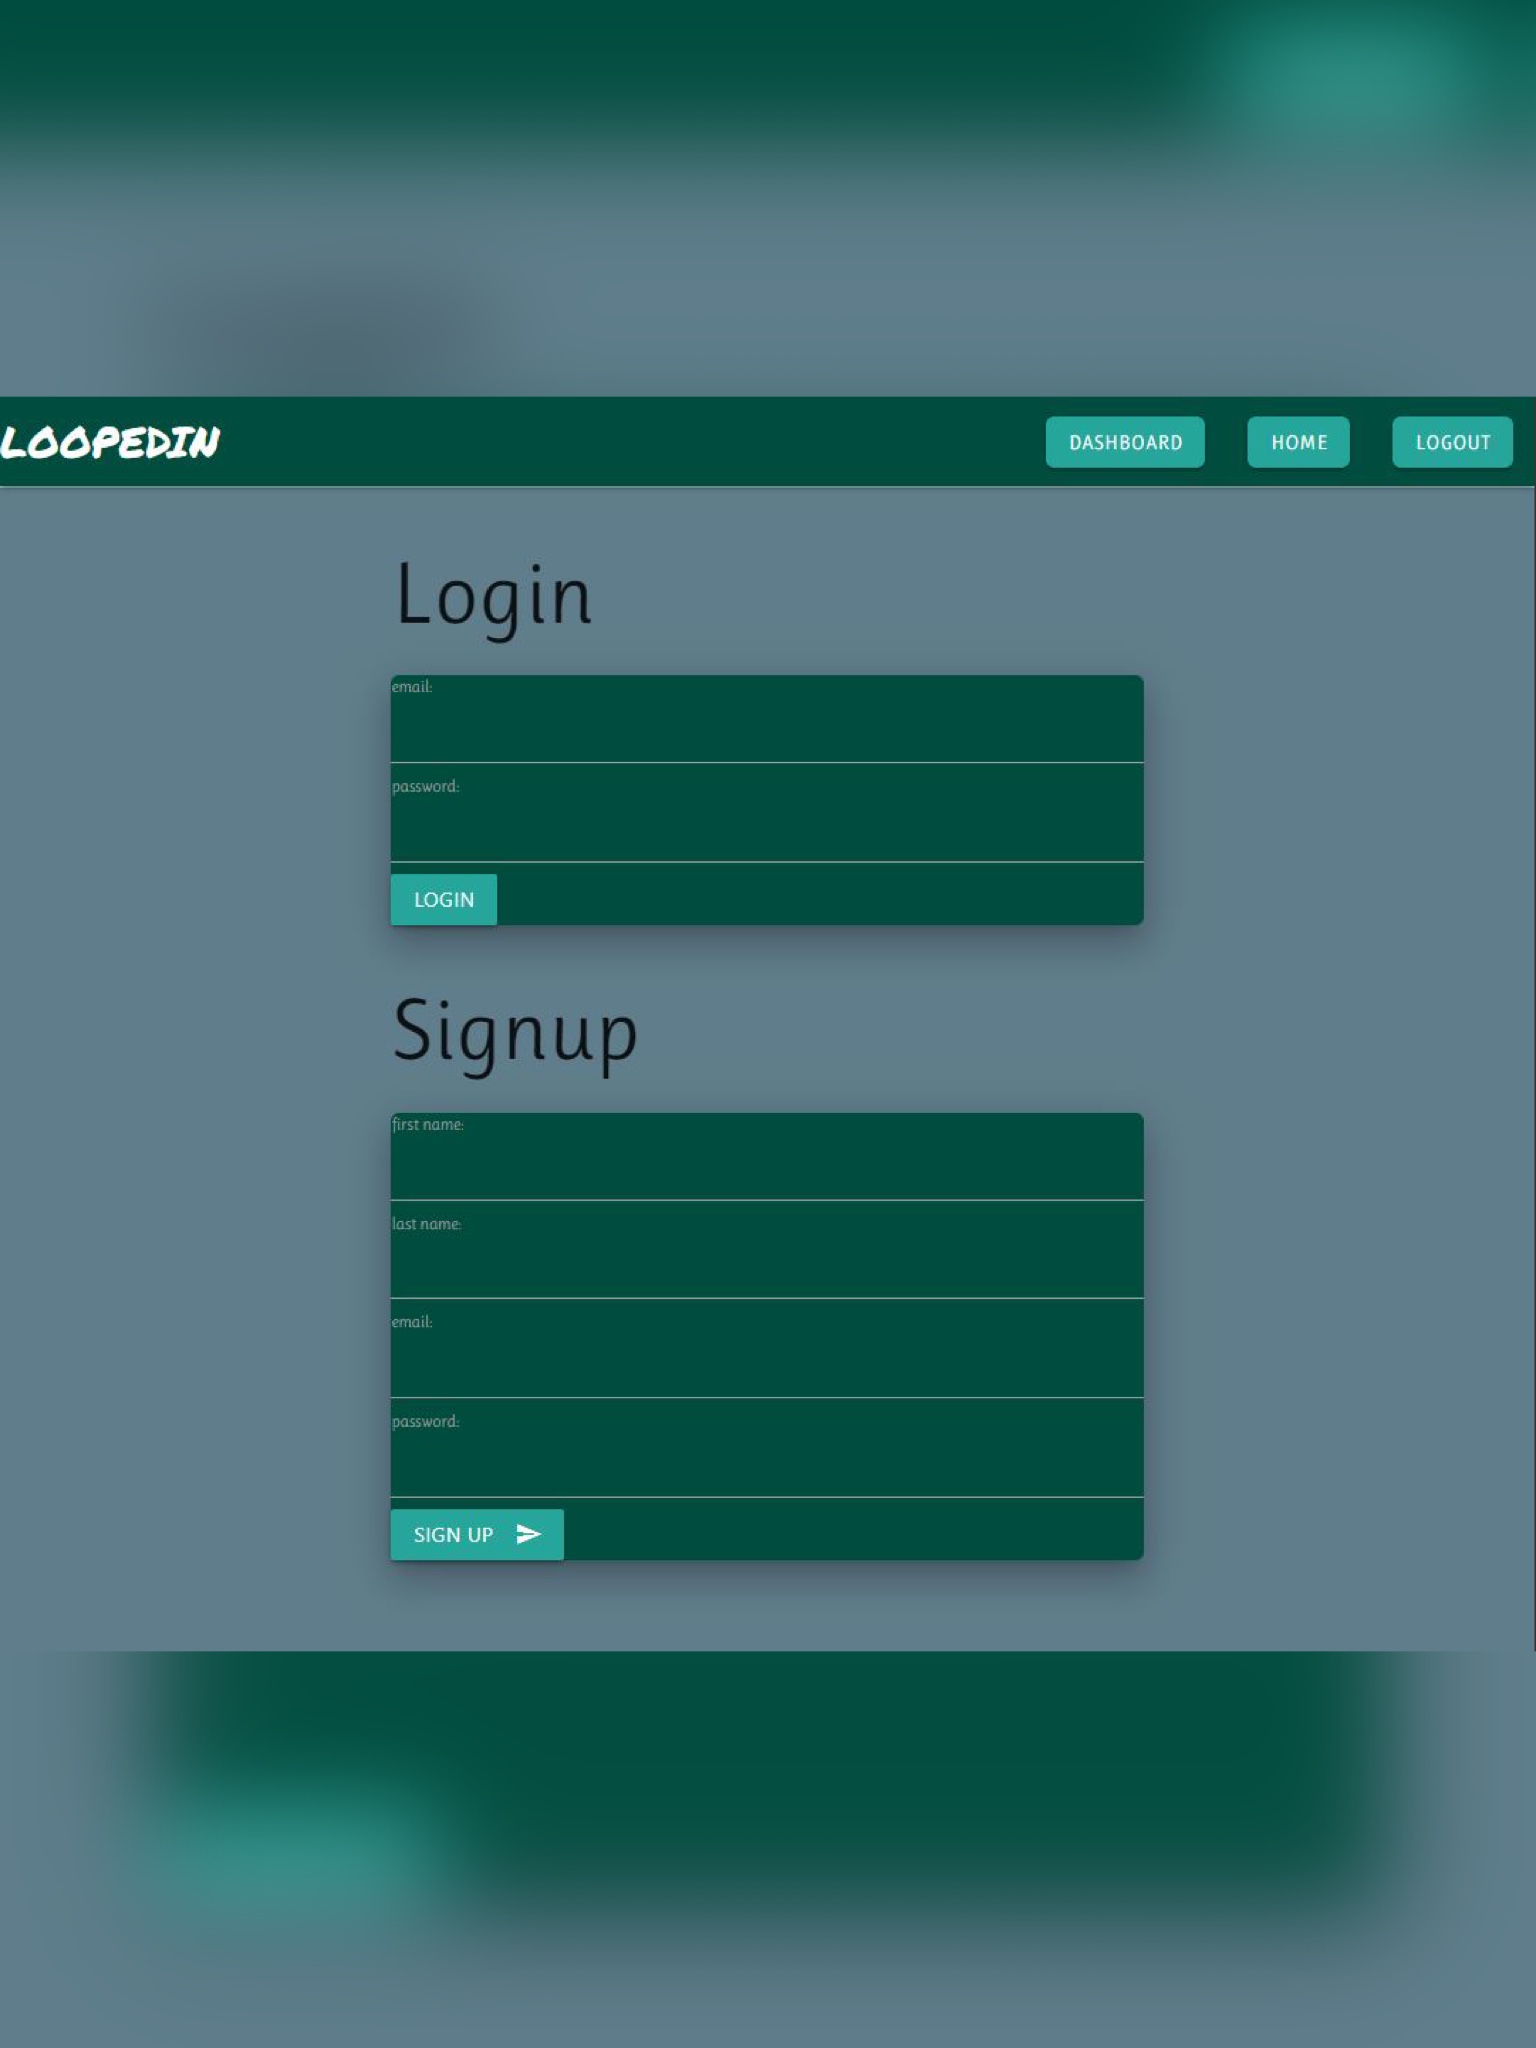 LOOPEDIN
DASHBOARD HOME LOGOUT
Login
email:
password:
LOGIN
Signup
first name:
last name:
email:
password:
SIGN UP